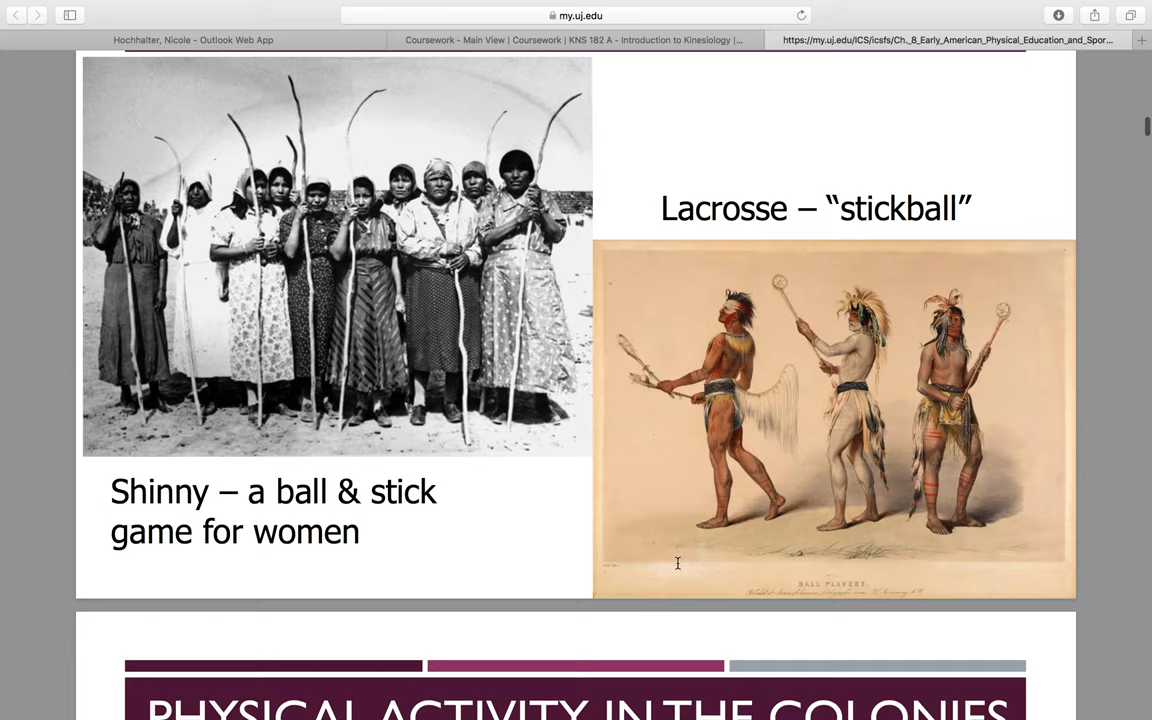 my.uj.edu
Hochhalter, Nicole - Outlook Web App
Coursework - Main View | Coursework | KNS 182 A - Introduction to Kinesiology |...
https://my.uj.edu/ICS/icsfs/Ch._8_Early_American_Physical_Education_and_Spor...
Lacrosse – “stickball”
Shinny – a ball & stick
game for women
BALL PLAYERS.
PHYSICAL ACTIVITY IN THE COLONIES